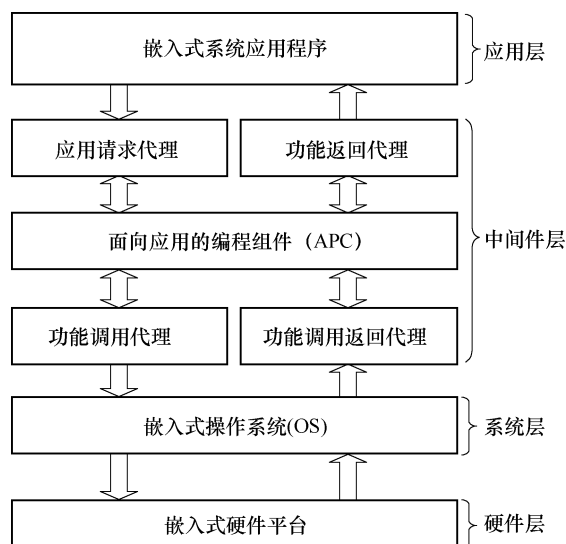 嵌入式系统应用程序
应用层
应用请求代理
功能返回代理
面向应用的编程组件（APC）
中间件层
功能调用代理
功能调用返回代理
嵌入式操作系统(OS)
系统层
嵌入式硬件平台
硬件层